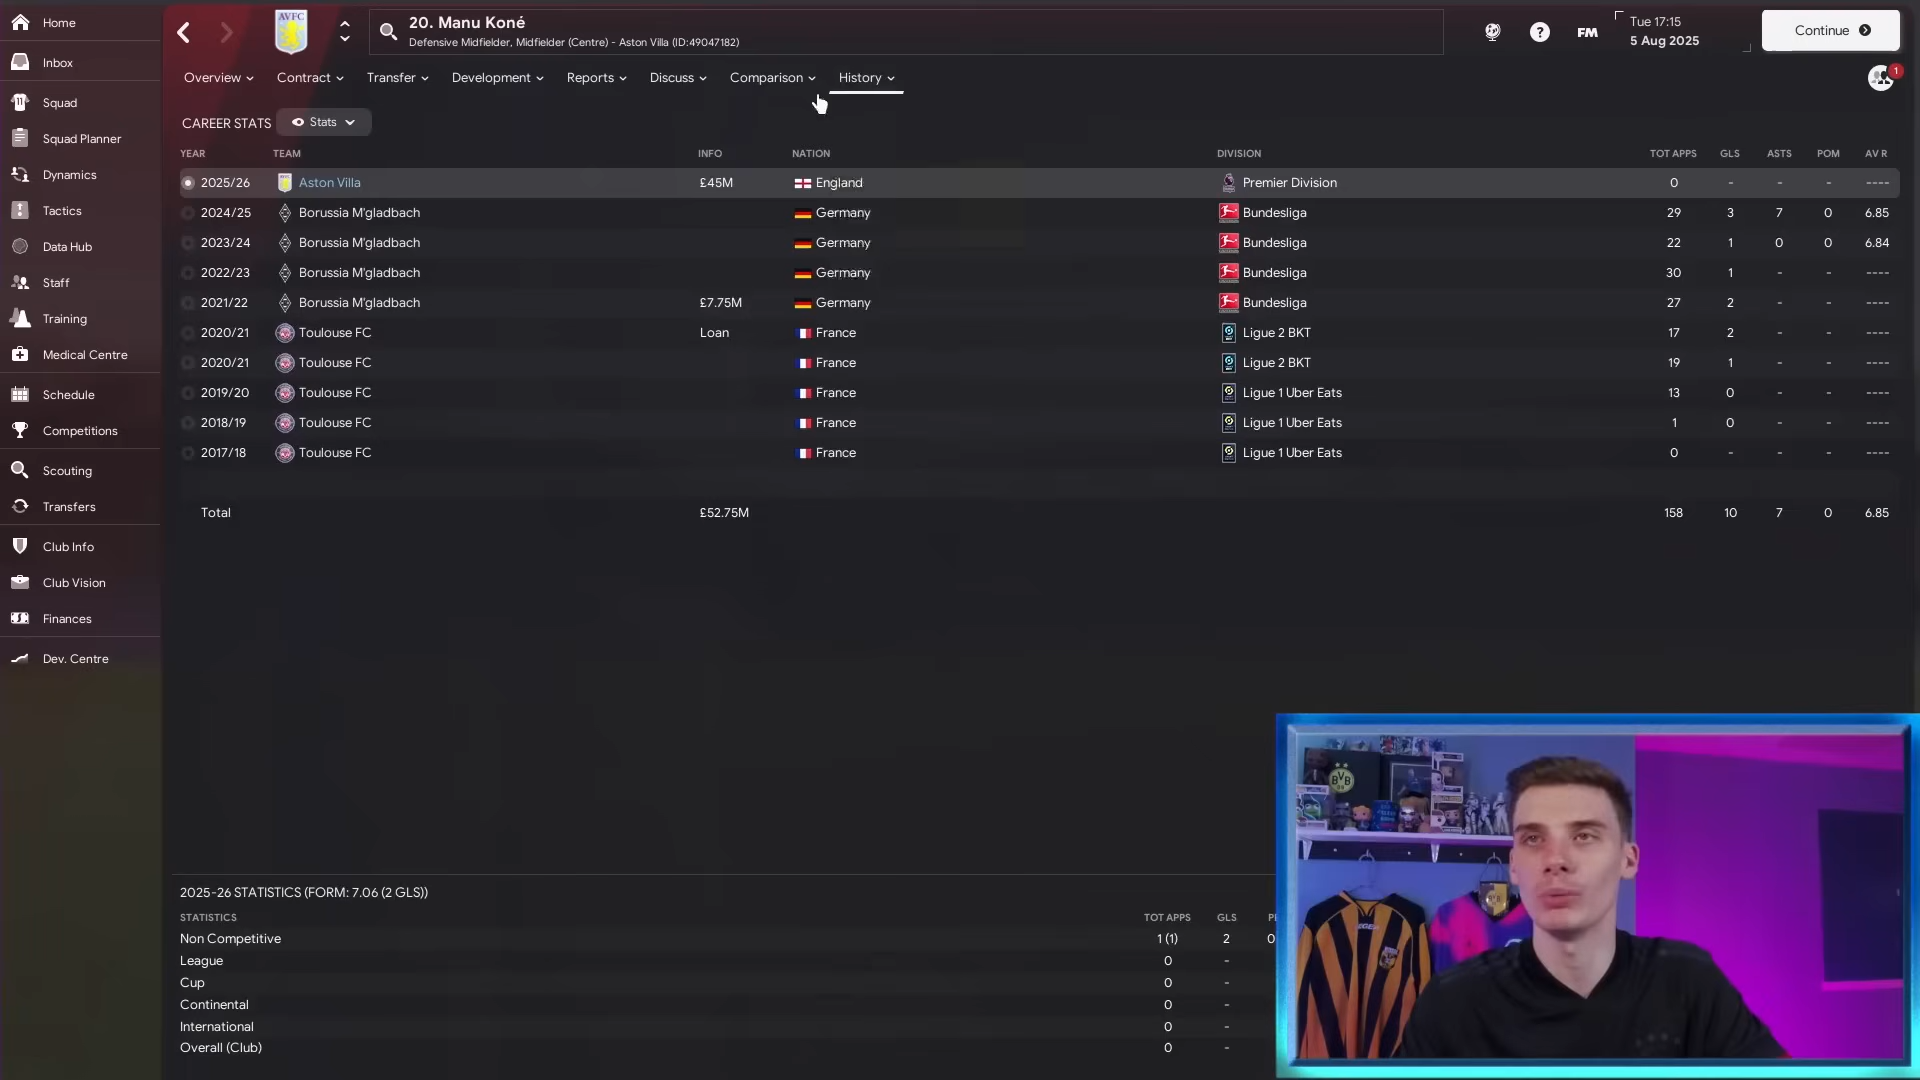 Home
Inbox
Squad
Squad Planner
Dynamics
Tactics
Data Hub
Staff
Training
Medical Centre
Schedule
Competitions
Scouting
Transfers
Club Info
Club Vision
Finances
Dev. Centre
AVFC
20. Manu Koné
Defensive Midfielder, Midfielder (Centre) - Aston Villa (ID:49047182)
? FM
Tue 17:15
5 Aug 2025
Continue
Overview Contract Transfer Development Reports Discuss Comparison History
1
CAREER STATS Stats
YEAR TEAM INFO NATION DIVISION TOT APPS GLS ASTS POM AV R
2025/26 Aston Villa £45M England Premier Division 0 - - - ----
2024/25 Borussia M'gladbach Germany Bundesliga 29 3 7 0 6.85
2023/24 Borussia M'gladbach Germany Bundesliga 22 1 0 0 6.84
2022/23 Borussia M'gladbach Germany Bundesliga 30 1 - - ----
2021/22 Borussia M'gladbach £7.75M Germany Bundesliga 27 2 - - ----
2020/21 Toulouse FC Loan France Ligue 2 BKT 17 2 - - ----
2020/21 Toulouse FC France Ligue 2 BKT 19 1 - - ----
2019/20 Toulouse FC France Ligue 1 Uber Eats 13 0 - - ----
2018/19 Toulouse FC France Ligue 1 Uber Eats 1 0 - - ----
2017/18 Toulouse FC France Ligue 1 Uber Eats 0 - - - ----
Total £52.75M 158 10 7 0 6.85
2025-26 STATISTICS (FORM: 7.06 (2 GLS))
STATISTICS TOT APPS GLS
Non Competitive 1 (1) 2 0
League 0 -
Cup 0 -
Continental 0 -
International 0 -
Overall (Club) 0 -
BVB